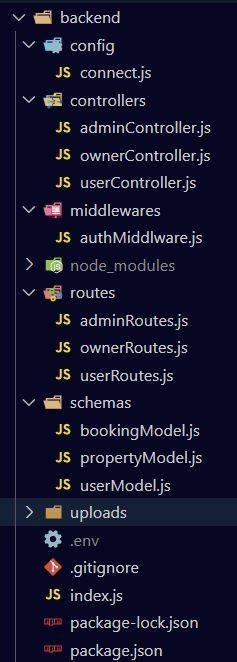 backend
config
JS connect.js
controllers
JS adminController.js
JS ownerController.js
JS userController.js
middlewares
JS authMiddlware.js
node_modules
routes
JS adminRoutes.js
JS ownerRoutes.js
JS userRoutes.js
schemas
JS bookingModel.js
JS propertyModel.js
JS userModel.js
uploads
.env
.gitignore
JS index.js
package-lock.json
package.json